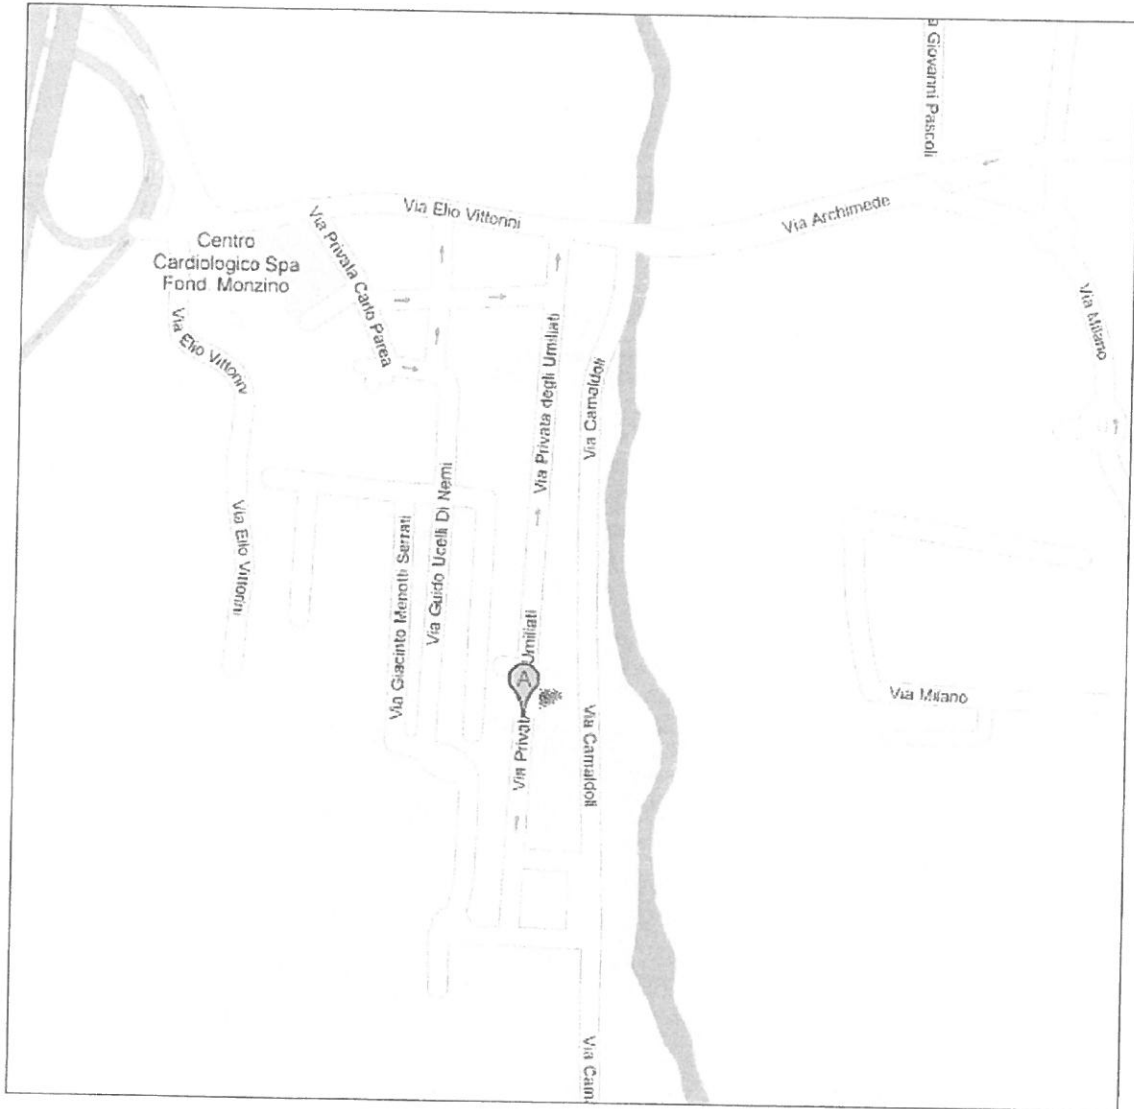 a Giovanni Pascoli
Via Elio Vittorini
Via Archimede
Via Privata Carlo Parea
Centro
Cardiologico Spa
Fond. Monzino
Via Milano
Via Elio Vittorini
Via Privata degli Umiliati
Via Camaldoli
Via Guido Ucelli Di Nemi
Via Elio Vittorini
Via Giacinto Menotti Serrati
Umiliati
A
Via Privat
Via Milano
Via Camaldoli
Via Cam